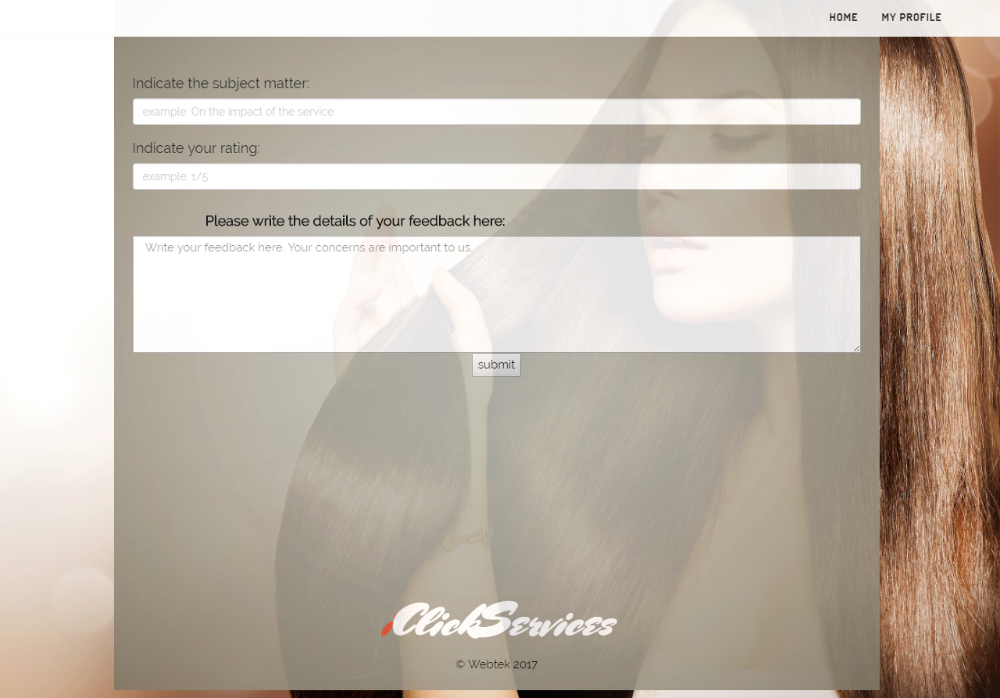 HOME MY PROFILE
Indicate the subject matter:
example: On the impact of the service
Indicate your rating:
example: 1/5
Please write the details of your feedback here:
Write your feedback here. Your concerns are important to us.
submit
ClickServices
© Webtek 2017